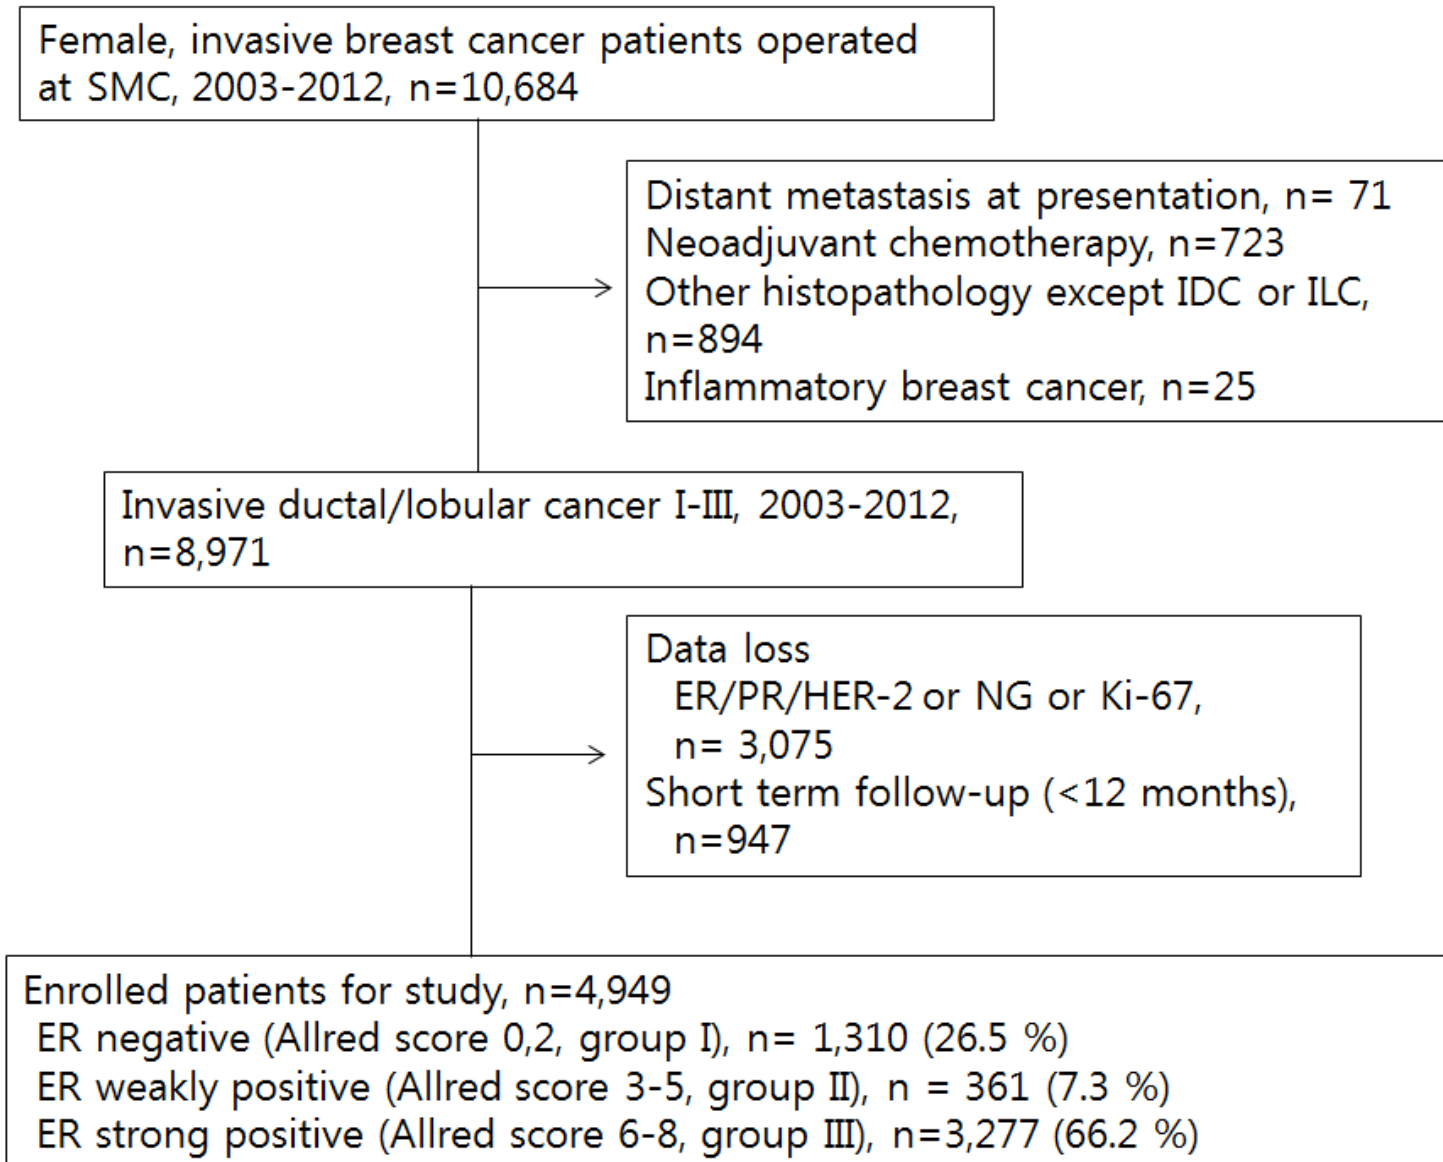 Female, invasive breast cancer patients operated
at SMC, 2003-2012, n=10,684
Distant metastasis at presentation, n= 71
Neoadjuvant chemotherapy, n=723
Other histopathology except IDC or ILC,
n=894
Inflammatory breast cancer, n=25
Invasive ductal/lobular cancer I-III, 2003-2012,
n=8,971
Data loss
ER/PR/HER-2 or NG or Ki-67,
n= 3,075
Short term follow-up (<12 months),
n=947
Enrolled patients for study, n=4,949
ER negative (Allred score 0,2, group I), n= 1,310 (26.5 %)
ER weakly positive (Allred score 3-5, group II), n = 361 (7.3 %)
ER strong positive (Allred score 6-8, group III), n=3,277 (66.2 %)